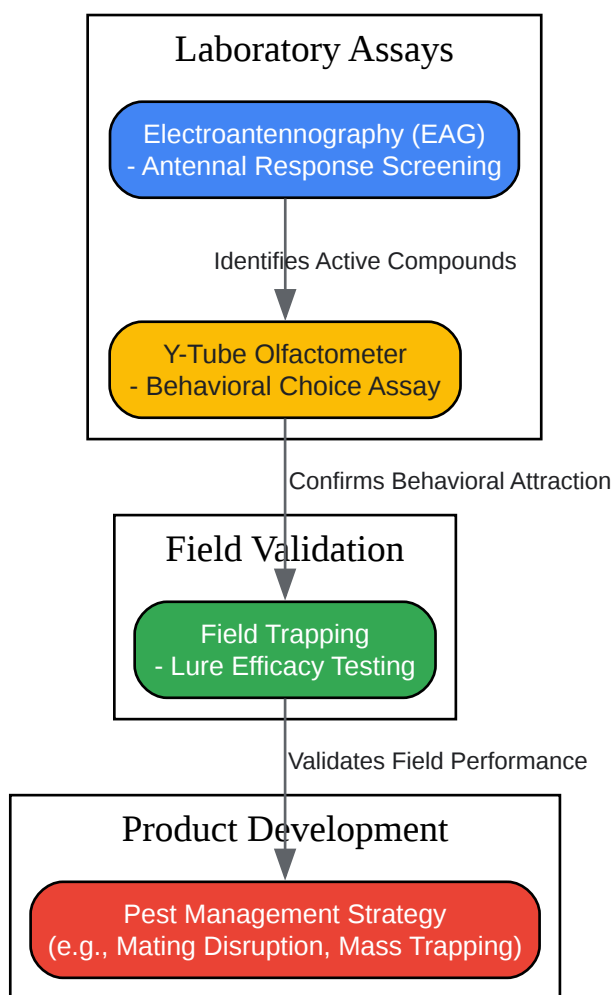 Laboratory Assays
Electroantennography (EAG)
- Antennal Response Screening
Identifies Active Compounds
Y-Tube Olfactometer
- Behavioral Choice Assay
Confirms Behavioral Attraction
Field Validation
Field Trapping
- Lure Efficacy Testing
Validates Field Performance
Product Development
Pest Management Strategy
(e.g., Mating Disruption, Mass Trapping)